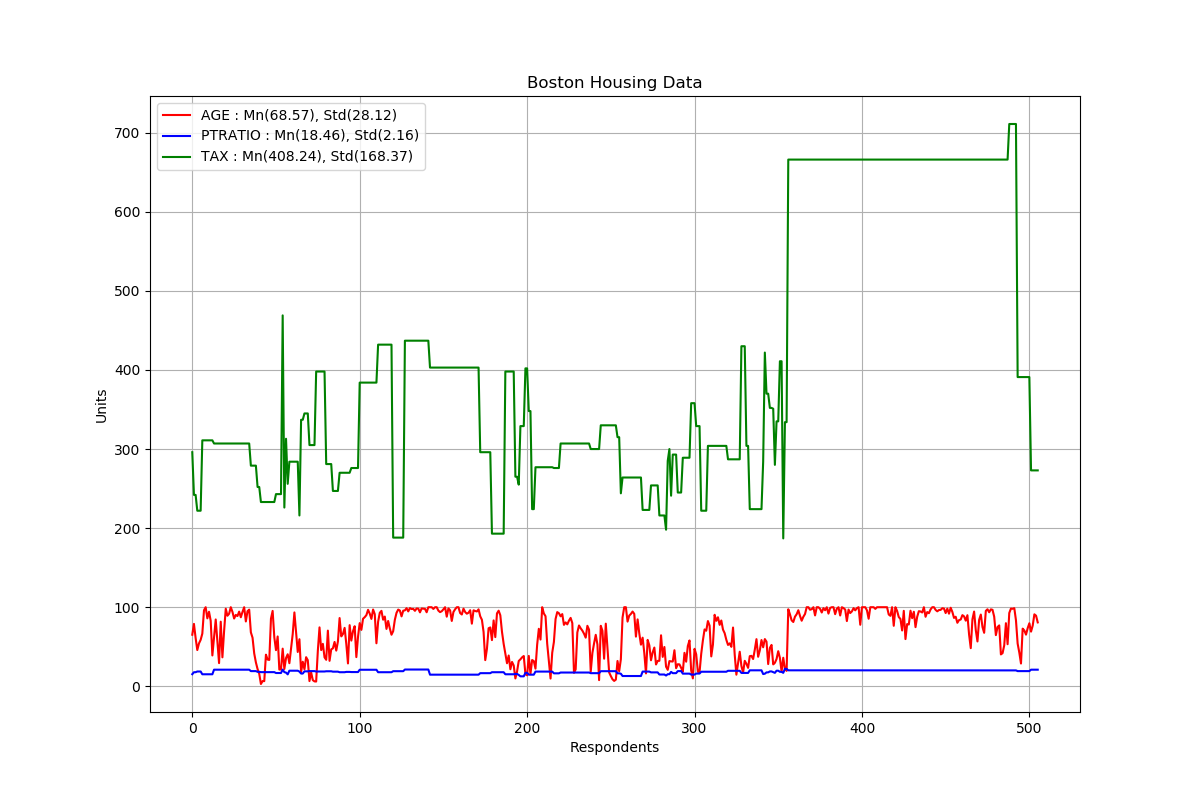 Boston Housing Data
AGE : Mn(68.57), Std(28.12)
PTRATIO : Mn(18.46), Std(2.16)
TAX : Mn(408.24), Std(168.37)
700
600
500
400
300
200
100
0
Units
0 100 200 300 400 500
Respondents